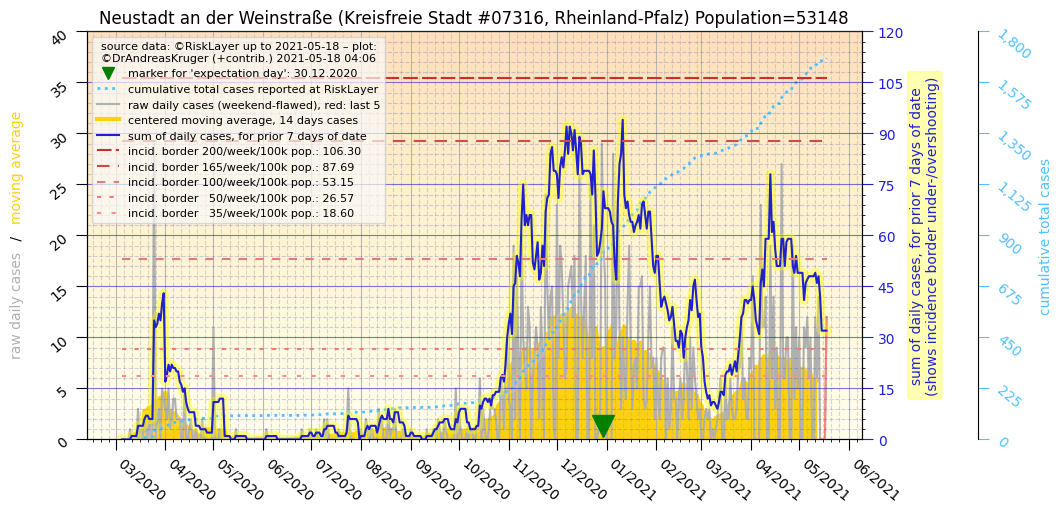 Neustadt an der Weinstraße (Kreisfreie Stadt #07316, Rheinland-Pfalz) Population=53148
source data: ©RiskLayer up to 2021-05-18 – plot:
©DrAndreasKruger (+contrib.) 2021-05-18 04:06
marker for 'expectation day': 30.12.2020
cumulative total cases reported at RiskLayer
raw daily cases (weekend-flawed), red: last 5
centered moving average, 14 days cases
sum of daily cases, for prior 7 days of date
incid. border 200/week/100k pop.: 106.30
incid. border 165/week/100k pop.: 87.69
incid. border 100/week/100k pop.: 53.15
incid. border   50/week/100k pop.: 26.57
incid. border   35/week/100k pop.: 18.60
raw daily cases / moving average
40
35
30
25
20
15
10
5
0
03/2020
04/2020
05/2020
06/2020
07/2020
08/2020
09/2020
10/2020
11/2020
12/2020
01/2021
02/2021
03/2021
04/2021
05/2021
06/2021
120
105
90
75
60
45
30
15
0
sum of daily cases, for prior 7 days of date
(shows incidence border under-/overshooting)
1,800
1,575
1,350
1,125
900
675
450
225
0
cumulative total cases